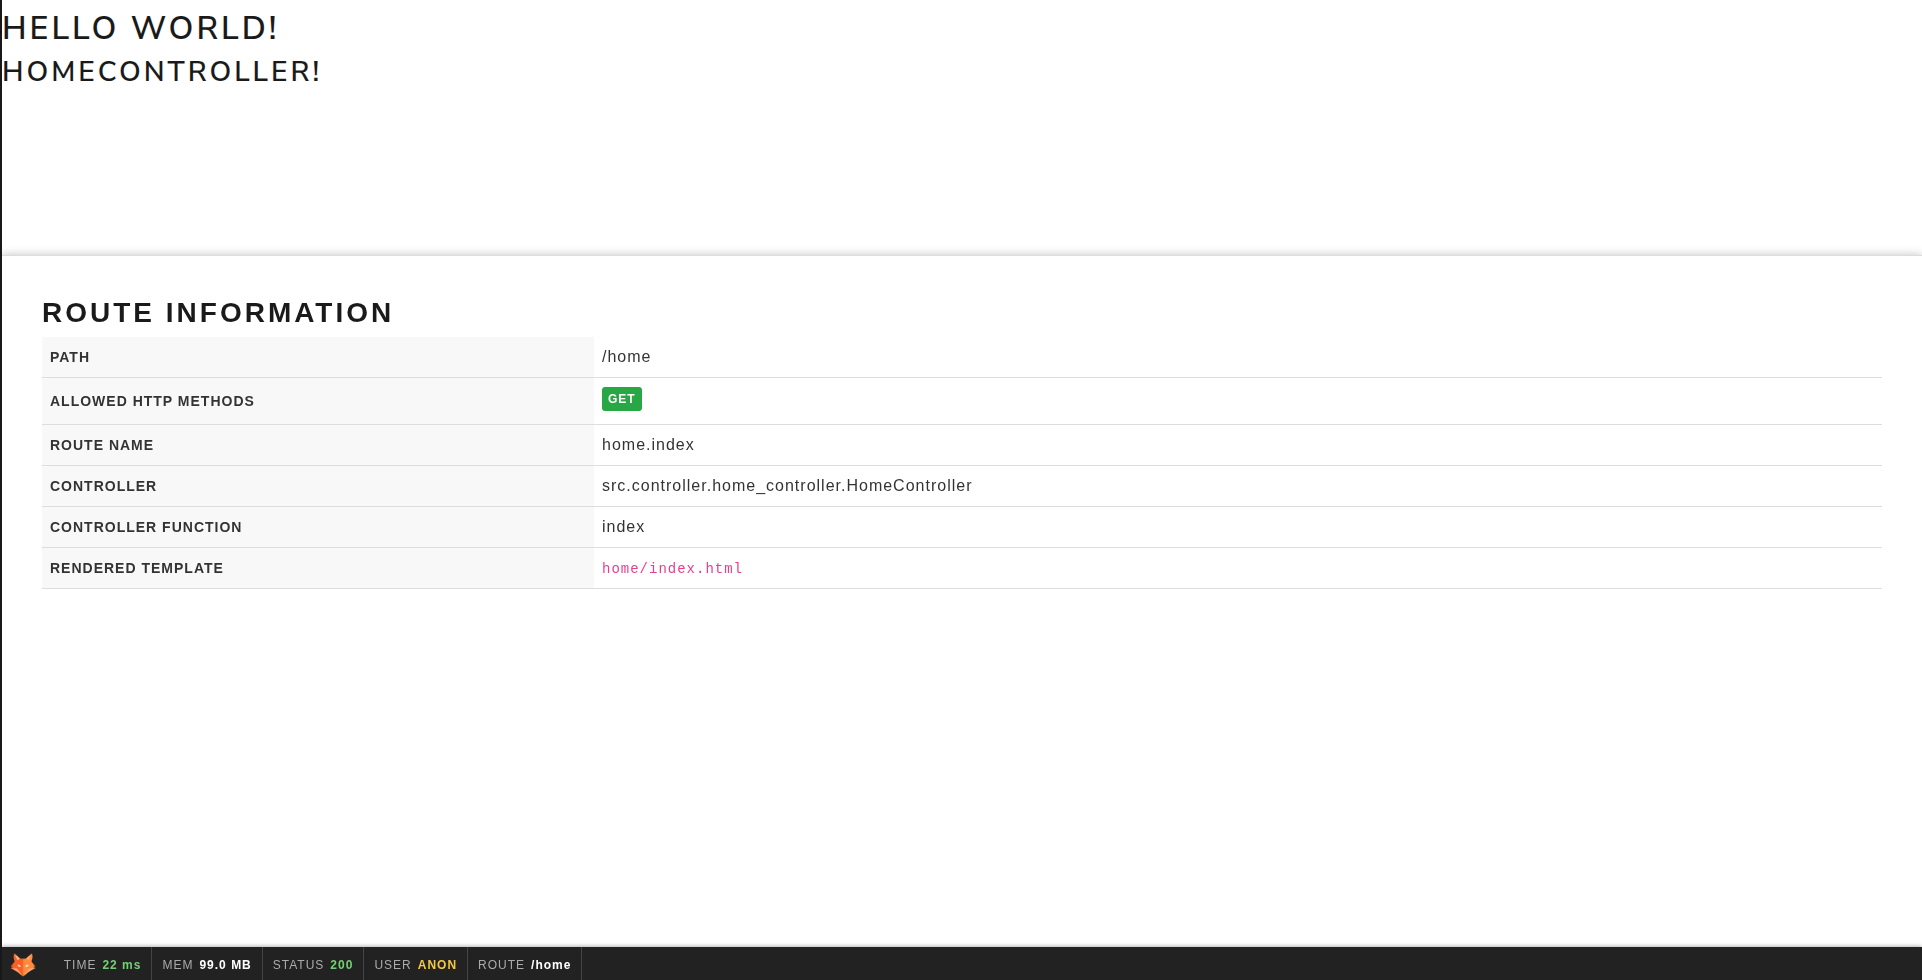 HELLO WORLD!
HOMECONTROLLER!
ROUTE INFORMATION
PATH /home
ALLOWED HTTP METHODS GET
ROUTE NAME home.index
CONTROLLER src.controller.home_controller.HomeController
CONTROLLER FUNCTION index
RENDERED TEMPLATE home/index.html
TIME 22 ms MEM 99.0 MB STATUS 200 USER ANON ROUTE /home